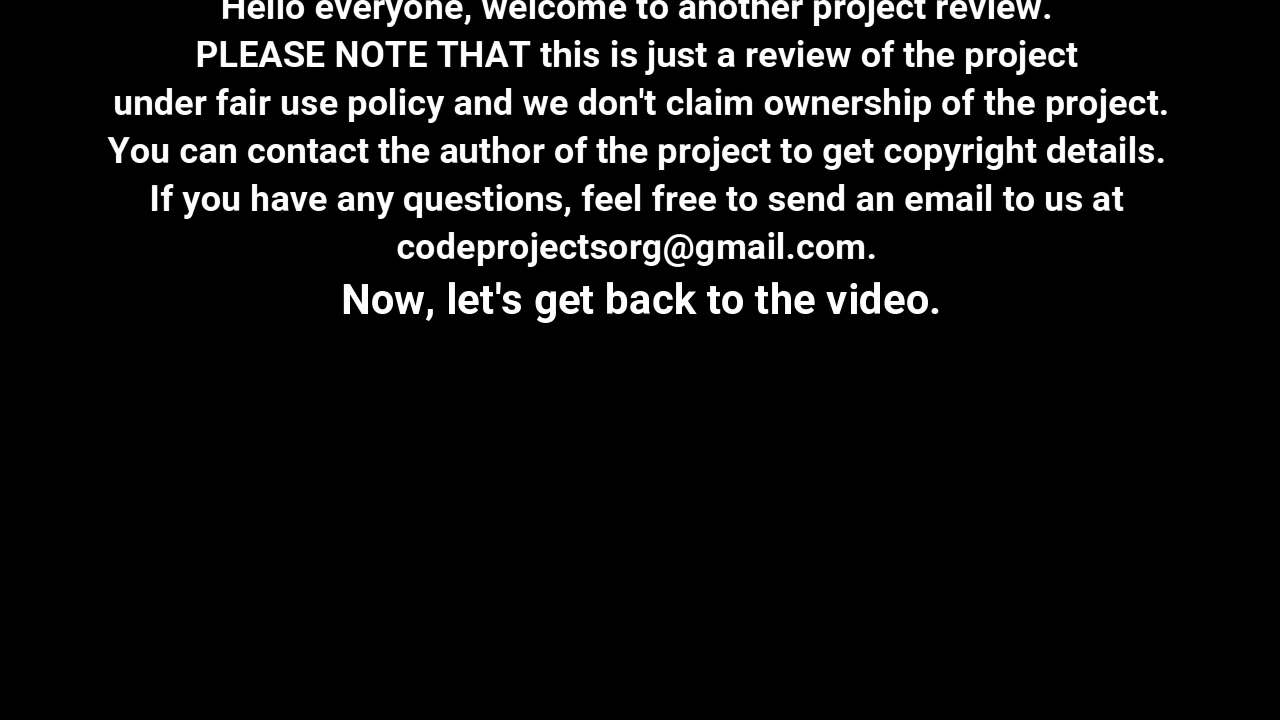 Hello everyone, welcome to another project review.
PLEASE NOTE THAT this is just a review of the project
under fair use policy and we don't claim ownership of the project.
You can contact the author of the project to get copyright details.
If you have any questions, feel free to send an email to us at
codeprojectsorg@gmail.com.
Now, let's get back to the video.